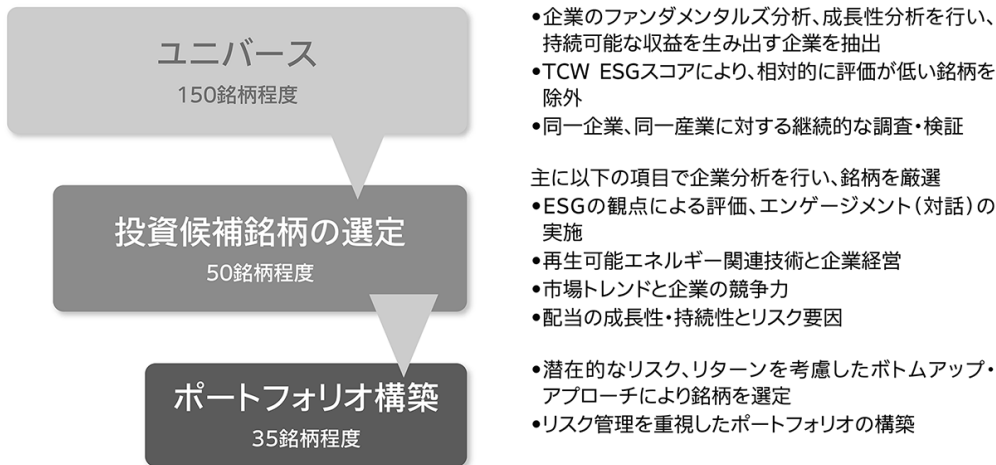 ユニバース
150銘柄程度
•企業のファンダメンタルズ分析、成長性分析を行い、
持続可能な収益を生み出す企業を抽出
•TCW ESGスコアにより、相対的に評価が低い銘柄を
除外
•同一企業、同一産業に対する継続的な調査・検証
投資候補銘柄の選定
50銘柄程度
主に以下の項目で企業分析を行い、銘柄を厳選
•ESGの観点による評価、エンゲージメント（対話）の
実施
•再生可能エネルギー関連技術と企業経営
•市場トレンドと企業の競争力
•配当の成長性・持続性とリスク要因
ポートフォリオ構築
35銘柄程度
•潜在的なリスク、リターンを考慮したボトムアップ・
アプローチにより銘柄を選定
•リスク管理を重視したポートフォリオの構築